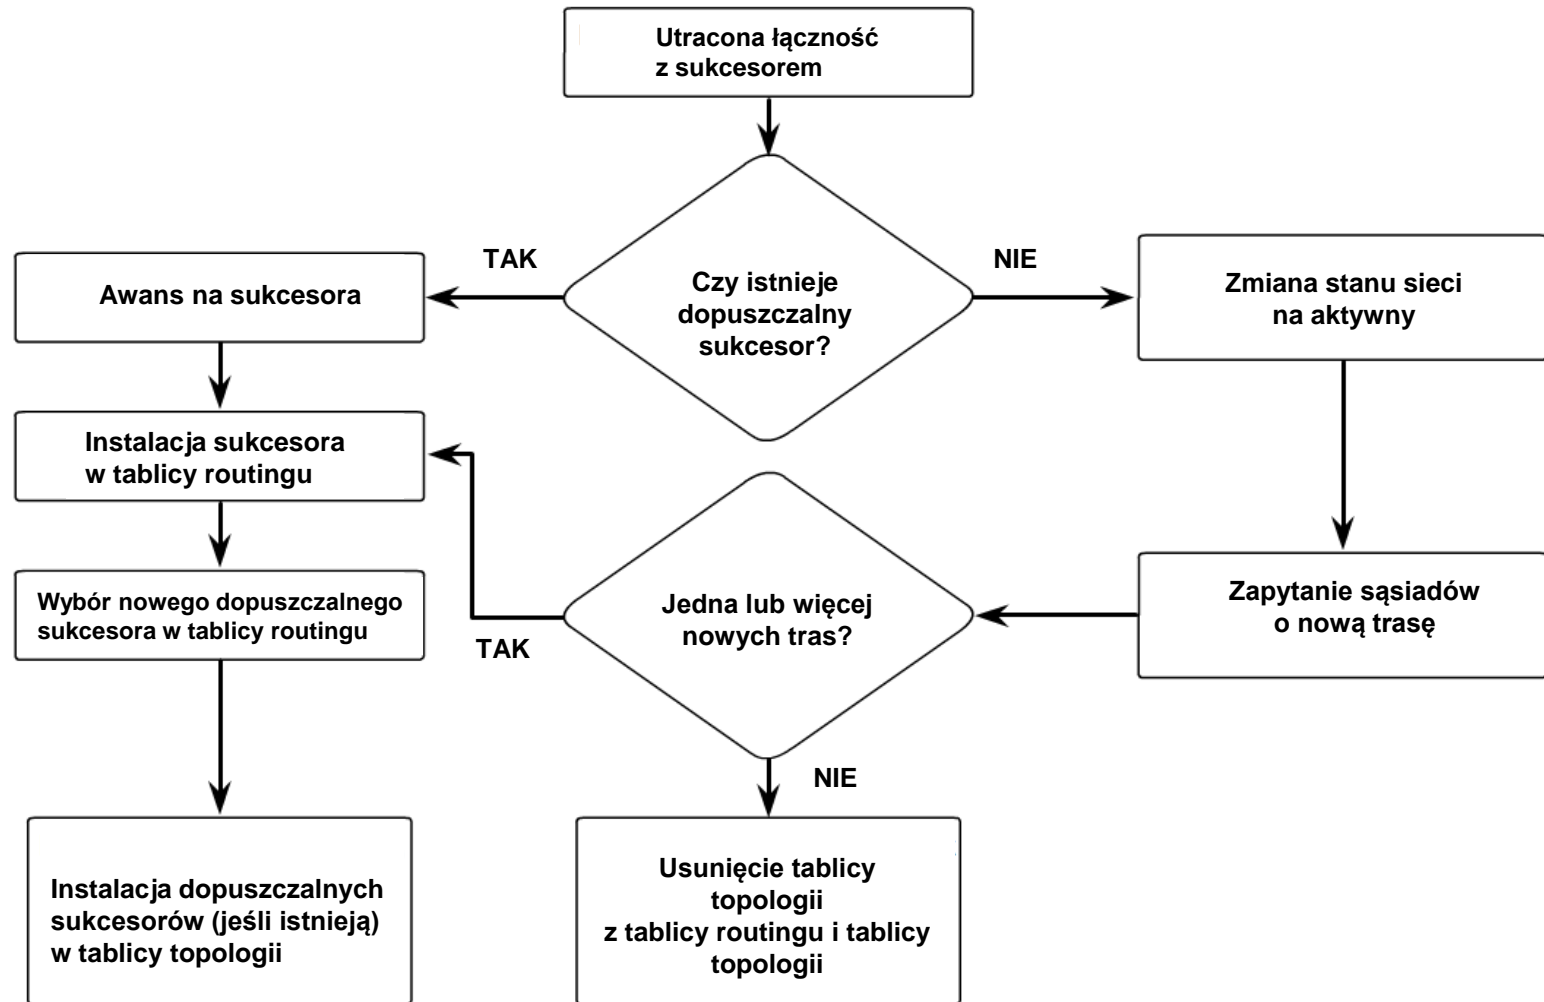 Utracona łączność
z sukcesorem
TAK
NIE
Awans na sukcesora
Czy istnieje
dopuszczalny
sukcesor?
Zmiana stanu sieci
na aktywny
Instalacja sukcesora
w tablicy routingu
Wybór nowego dopuszczalnego
sukcesora w tablicy routingu
Jedna lub więcej
nowych tras?
Zapytanie sąsiadów
o nową trasę
TAK
NIE
Instalacja dopuszczalnych
sukcesorów (jeśli istnieją)
w tablicy topologii
Usunięcie tablicy
topologii
z tablicy routingu i tablicy
topologii